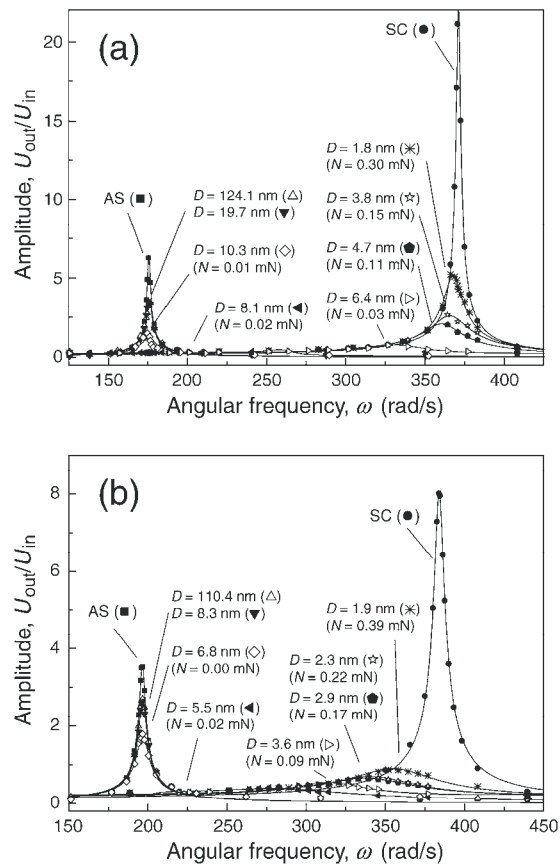 (a)
SC (●)
D = 1.8 nm (✳)
(N = 0.30 mN)
AS (■)
D = 124.1 nm (△)
D = 19.7 nm (▼)
D = 3.8 nm (☆)
(N = 0.15 mN)
D = 10.3 nm (◇)
(N = 0.01 mN)
D = 4.7 nm (⬟)
(N = 0.11 mN)
D = 8.1 nm (◀)
(N = 0.02 mN)
D = 6.4 nm (▷)
(N = 0.03 mN)
Amplitude, Uout/Uin
20
15
10
5
0
150 200 250 300 350 400
Angular frequency, ω (rad/s)
(b)
SC (●)
AS (■)
D = 110.4 nm (△)
D = 8.3 nm (▼)
D = 1.9 nm (✳)
(N = 0.39 mN)
D = 6.8 nm (◇)
(N = 0.00 mN)
D = 2.3 nm (☆)
(N = 0.22 mN)
D = 5.5 nm (◀)
(N = 0.02 mN)
D = 2.9 nm (⬟)
(N = 0.17 mN)
D = 3.6 nm (▷)
(N = 0.09 mN)
Amplitude, Uout/Uin
8
6
4
2
0
150 200 250 300 350 400 450
Angular frequency, ω (rad/s)